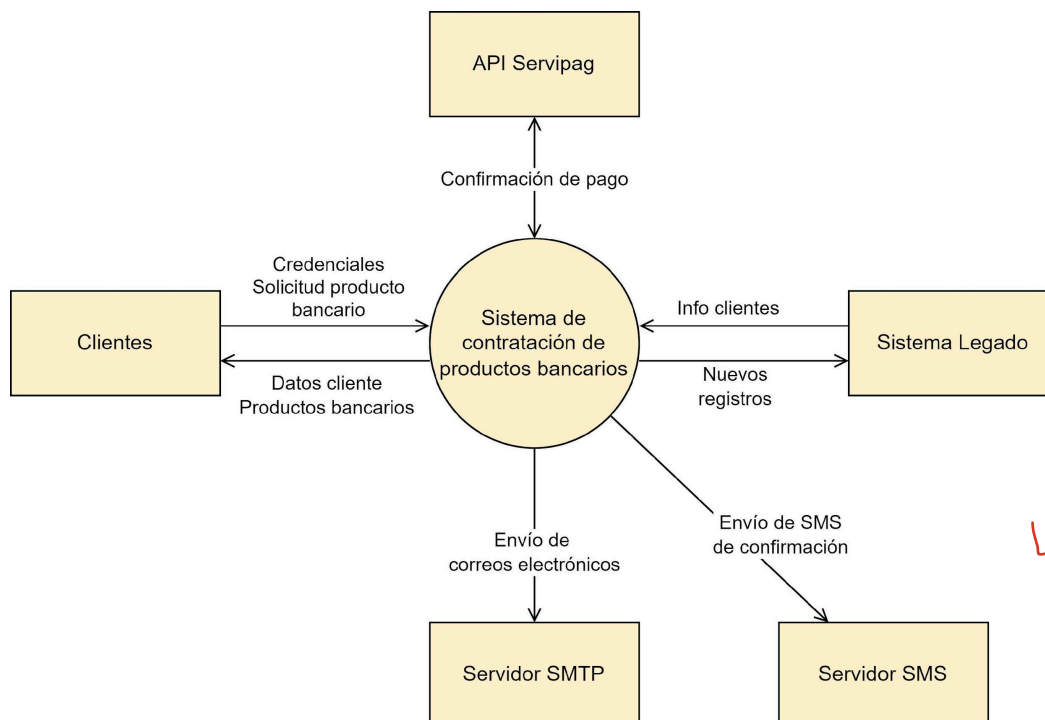 API Servipag
Confirmación de pago
Credenciales
Solicitud producto
bancario
Clientes
Datos cliente
Productos bancarios
Sistema de
contratación de
productos bancarios
Info clientes
Sistema Legado
Nuevos
registros
Envío de
correos electrónicos
Envío de SMS
de confirmación
Servidor SMTP
Servidor SMS